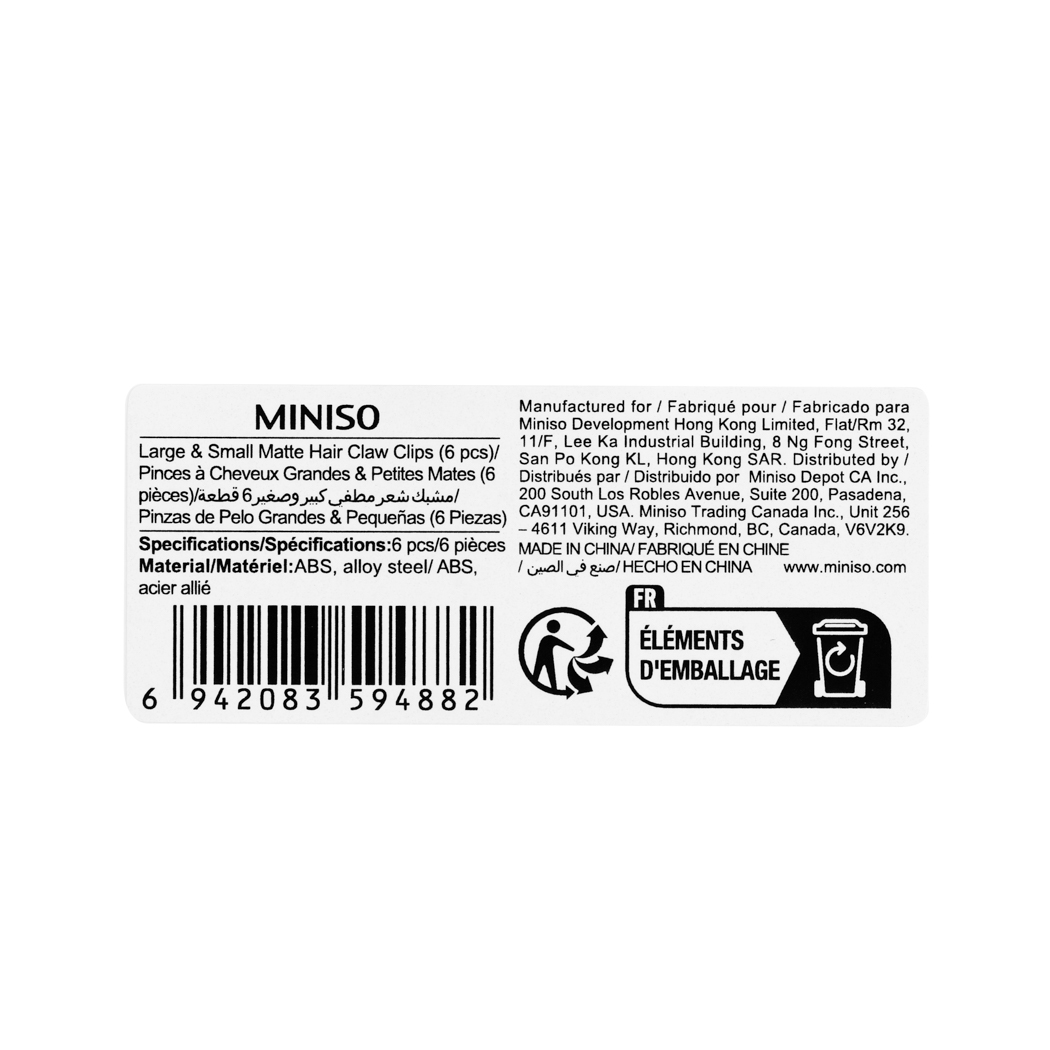 MINISO
Large & Small Matte Hair Claw Clips (6 pcs)/
Pinces à Cheveux Grandes & Petites Mates (6
pièces)/مشبك شعر مطفي كبير وصغير6 قطعة/
Pinzas de Pelo Grandes & Pequeñas (6 Piezas)
Specifications/Spécifications:6 pcs/6 pièces
Material/Matériel:ABS, alloy steel/ ABS,
acier allié
6 942083 594882
Manufactured for / Fabriqué pour / Fabricado para
Miniso Development Hong Kong Limited, Flat/Rm 32,
11/F, Lee Ka Industrial Building, 8 Ng Fong Street,
San Po Kong KL, Hong Kong SAR. Distributed by /
Distribués par / Distribuido por Miniso Depot CA Inc.,
200 South Los Robles Avenue, Suite 200, Pasadena,
CA91101, USA. Miniso Trading Canada Inc., Unit 256
– 4611 Viking Way, Richmond, BC, Canada, V6V2K9.
MADE IN CHINA/ FABRIQUÉ EN CHINE
/ صنع في الصين/ HECHO EN CHINA www.miniso.com
FR
ÉLÉMENTS
D'EMBALLAGE